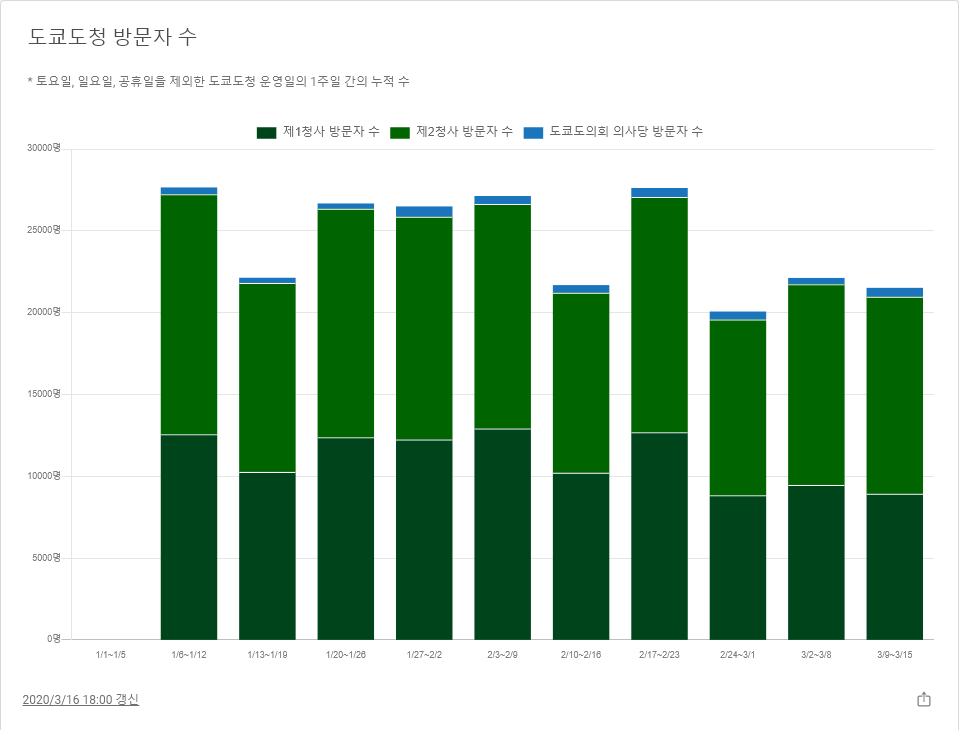 도쿄도청 방문자 수
* 토요일, 일요일, 공휴일을 제외한 도쿄도청 운영일의 1주일 간의 누적 수
제1청사 방문자 수 제2청사 방문자 수 도쿄도의회 의사당 방문자 수
30000명
25000명
20000명
15000명
10000명
5000명
0명
1/1~1/5 1/6~1/12 1/13~1/19 1/20~1/26 1/27~2/2 2/3~2/9 2/10~2/16 2/17~2/23 2/24~3/1 3/2~3/8 3/9~3/15
2020/3/16 18:00 갱신